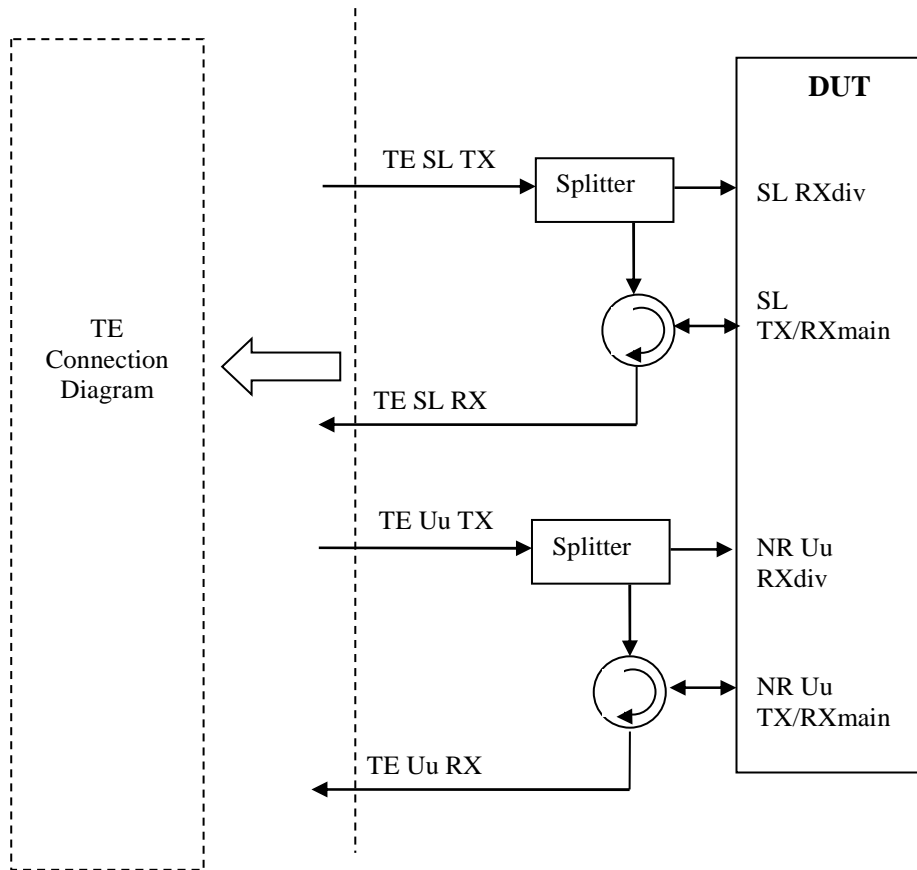 DUT
TE SL TX
Splitter
SL RXdiv
SL
TX/RXmain
TE
Connection
Diagram
TE SL RX
TE Uu TX
Splitter
NR Uu
RXdiv
NR Uu
TX/RXmain
TE Uu RX